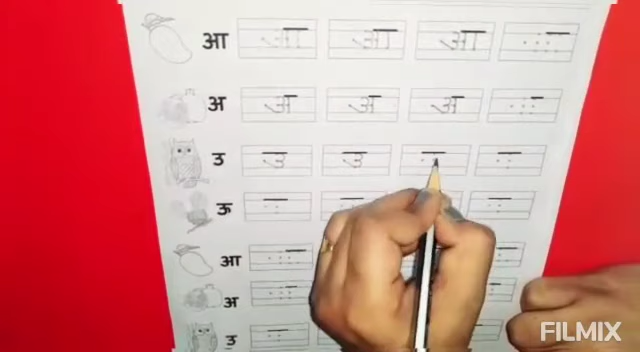 आ आ आ आ
अ अ अ अ
उ उ उ
ऊ
आ
अ
उ
FILMIX